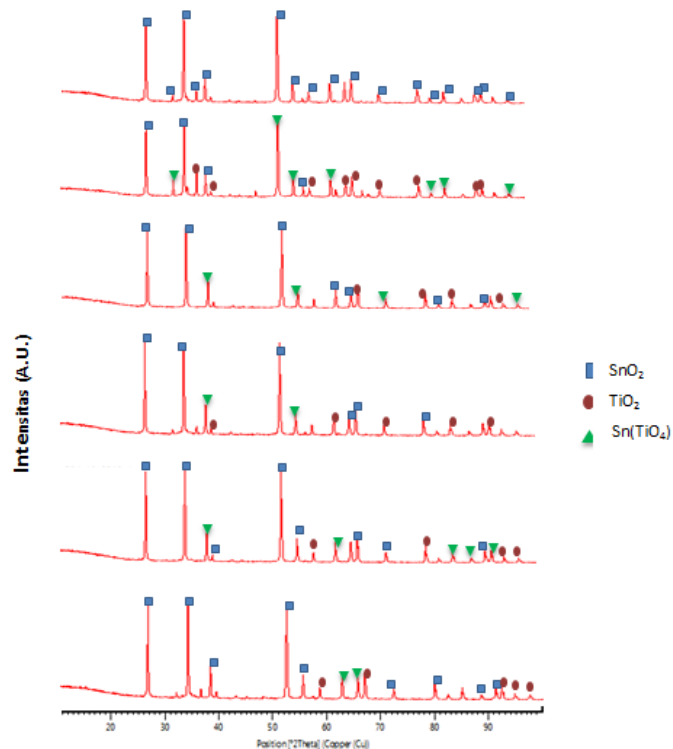 Intensitas (A.U.)
SnO₂
TiO₂
Sn(TiO₄)
20 30 40 50 60 70 80 90
Position [°2Theta] (Copper (Cu))